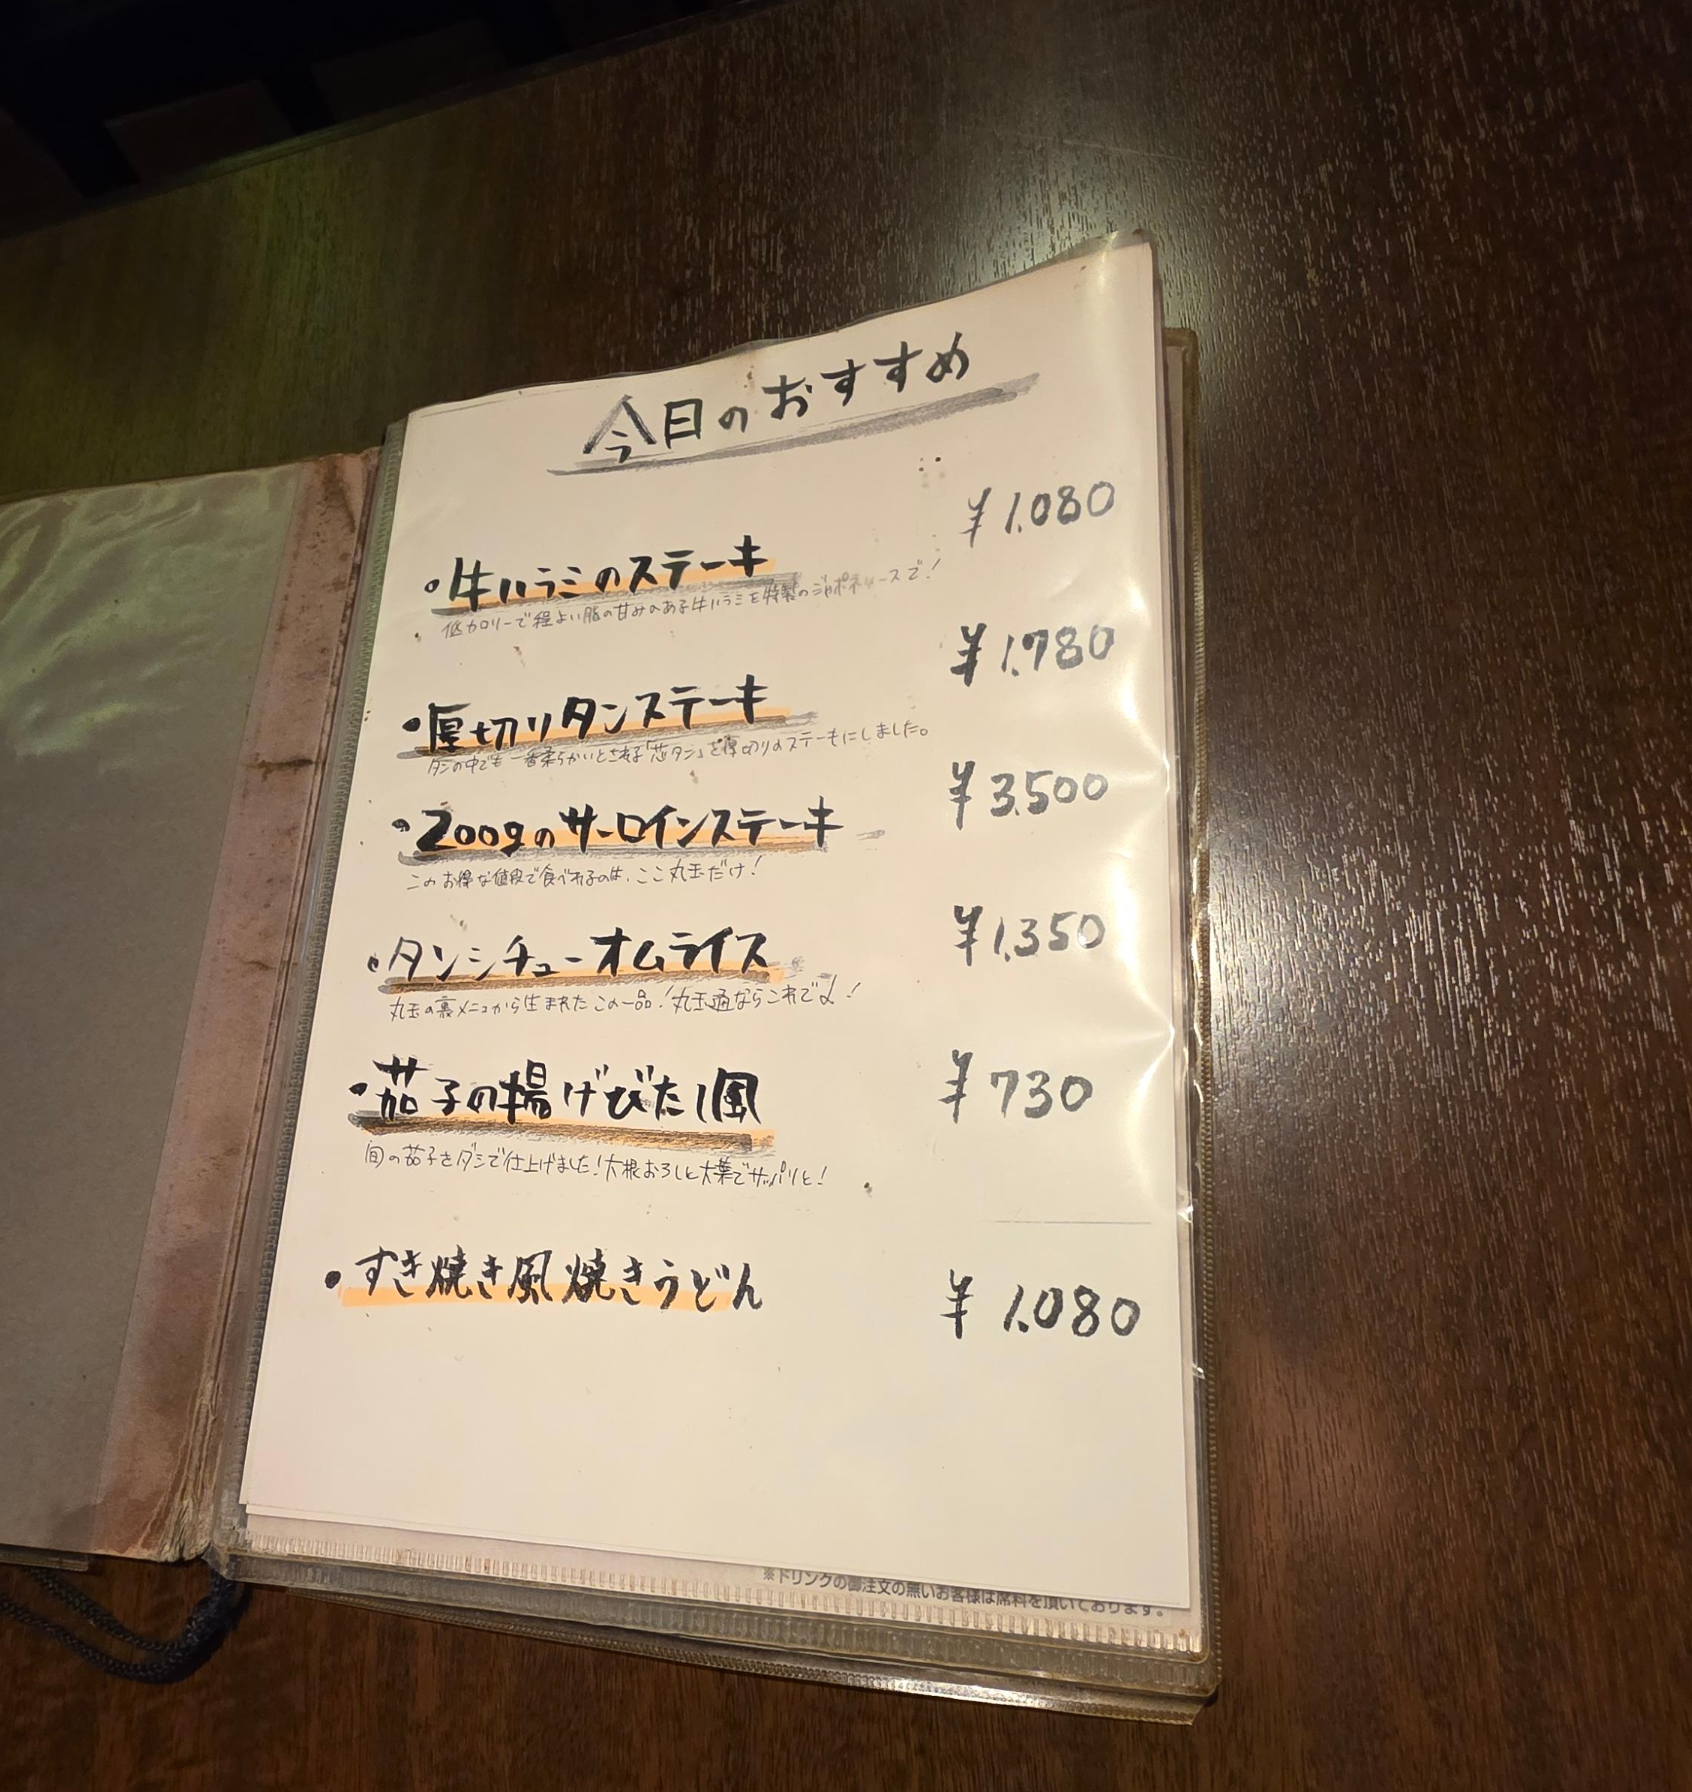 今日のおすすめ
・牛ハラミのステーキ ¥1.080
低カロリーで程よい脂の甘みのある牛ハラミを特製のジャポネソースで!
・厚切りタンステーキ ¥1.780
タンの中でも一番柔らかいとされる「芯タン」を厚切りのステーキにしました。
・200gのサーロインステーキ ¥3.500
このお得な値段で食べれるのは、ここ丸玉だけ!
・タンシチューオムライス ¥1.350
丸玉の裏メニューから生まれたこの一品!丸玉通ならこれで〆!
・茄子の揚げびたし風 ¥730
旬の茄子をダシで仕上げました!大根おろしと大葉でサッパリと!
・すき焼き風焼きうどん ¥1.080
※ドリンクの御注文の無いお客様は席料を頂いております。